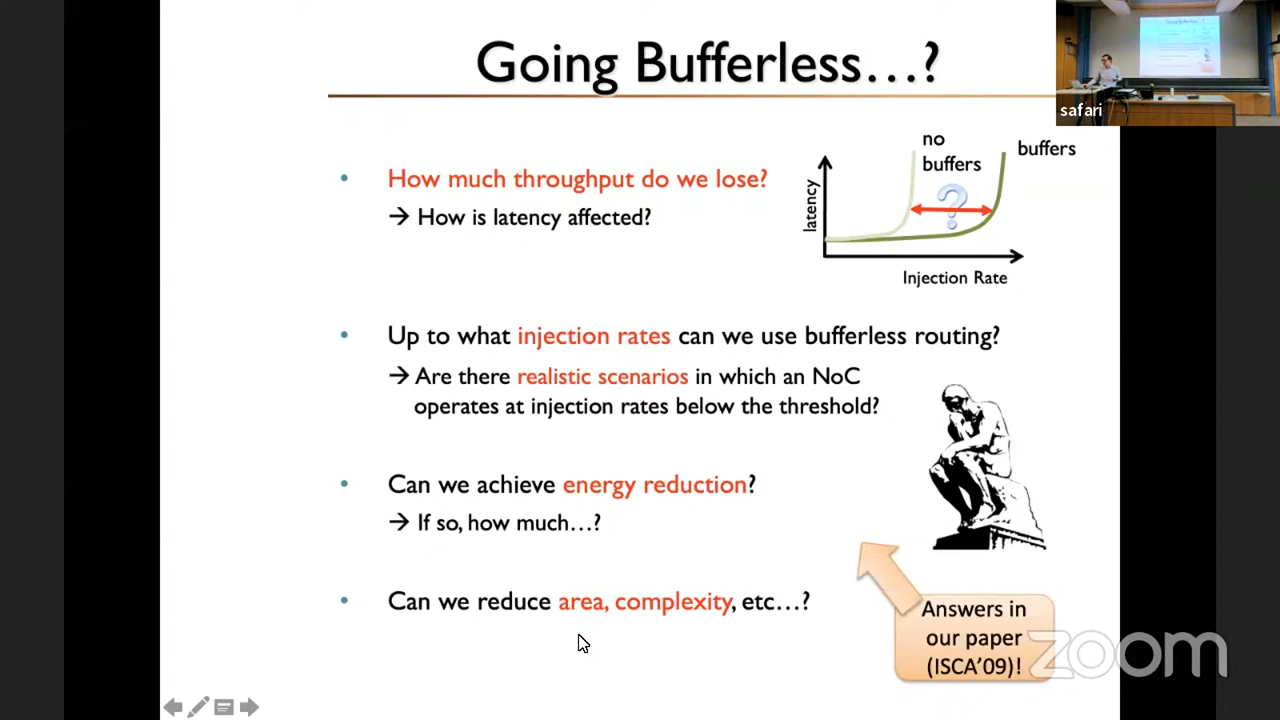 Going Bufferless…?
safari
• How much throughput do we lose?
→ How is latency affected?
no
buffers
buffers
latency
?
Injection Rate
• Up to what injection rates can we use bufferless routing?
→ Are there realistic scenarios in which an NoC
operates at injection rates below the threshold?
• Can we achieve energy reduction?
→ If so, how much…?
• Can we reduce area, complexity, etc…?
Answers in
our paper
(ISCA'09)!
zoom